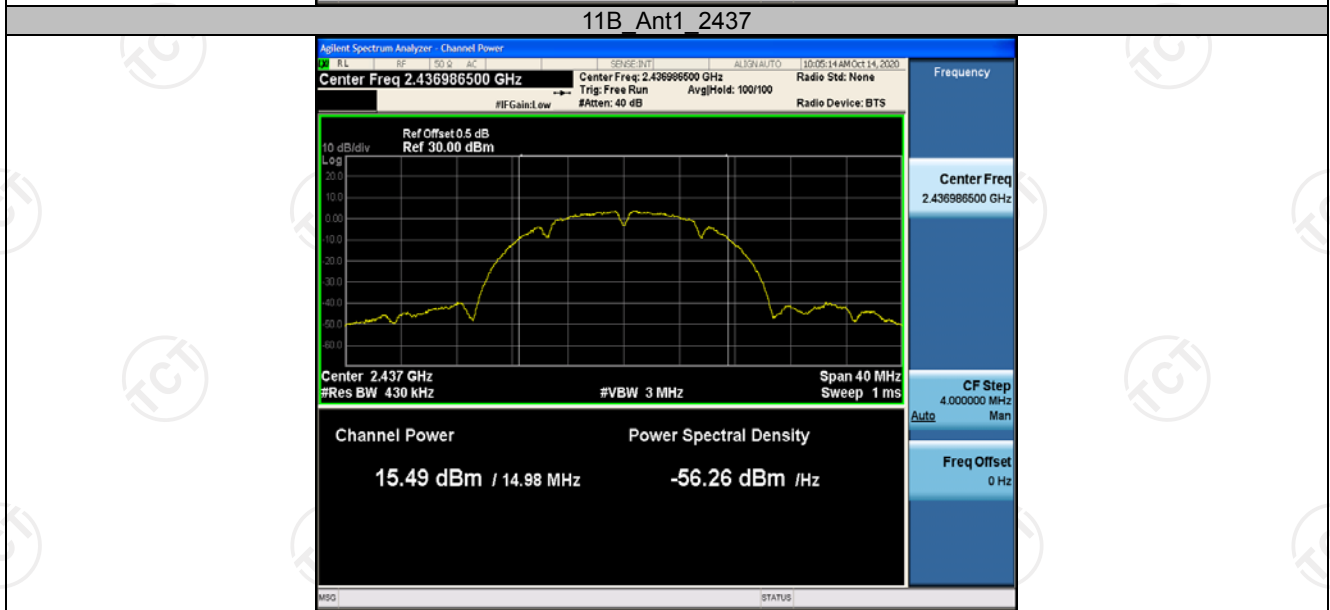 11B_Ant1_2437
Agilent Spectrum Analyzer - Channel Power
RL RF 50 Ω AC SENSE:INT ALIGNAUTO 10:05:14 AM Oct 14, 2020
Center Freq 2.436986500 GHz
Center Freq: 2.436986500 GHz
Radio Std: None
Trig: Free Run Avg|Hold: 100/100
#IFGain:Low
#Atten: 40 dB
Radio Device: BTS
Frequency
Ref Offset 0.5 dB
10 dB/div Ref 30.00 dBm
Log
20.0
10.0
0.00
-10.0
-20.0
-30.0
-40.0
-50.0
-60.0
Center Freq
2.436986500 GHz
Center 2.437 GHz Span 40 MHz
#Res BW 430 kHz #VBW 3 MHz Sweep 1 ms
CF Step
4.000000 MHz
Auto Man
Channel Power Power Spectral Density
15.49 dBm / 14.98 MHz -56.26 dBm /Hz
Freq Offset
0 Hz
MSG STATUS
TCT
TCT
TCT
TCT